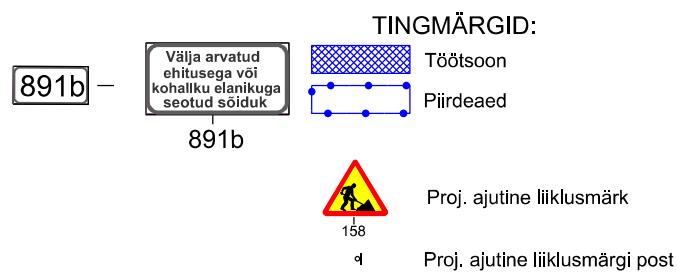 TINGMÄRGID:
891b
Välja arvatud
ehitusega või
kohallku elanikuga
seotud sõiduk
891b
Töötsoon
Piirdeaed
158
Proj. ajutine liiklusmärk
Proj. ajutine liiklusmärgi post